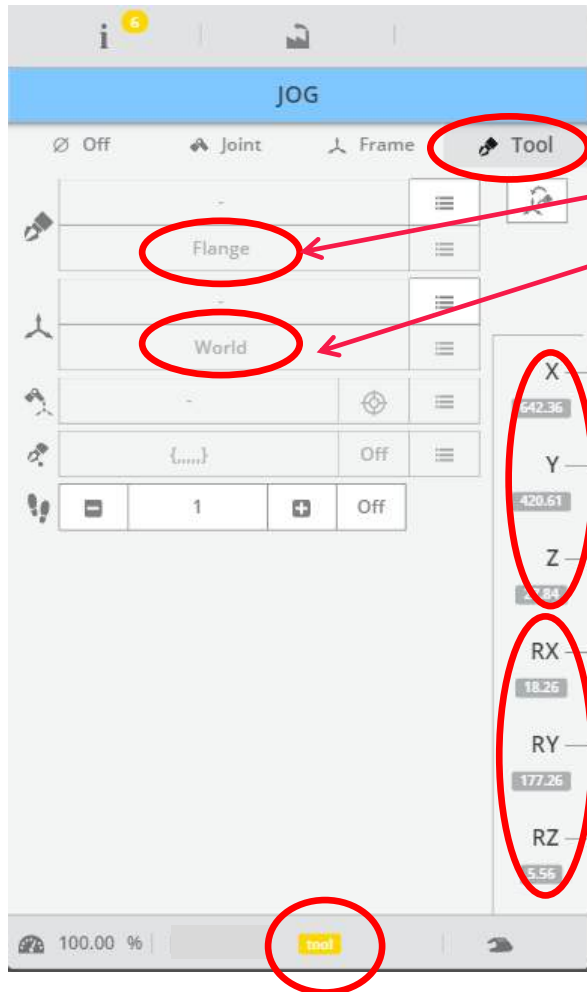 i 6
JOG
Off Joint Frame Tool
-
Flange
-
World
-
{,,,,,} Off
1 Off
X
642.36
Y
420.61
Z
RX
18.26
RY
177.26
RZ
5.56
100.00 % tool